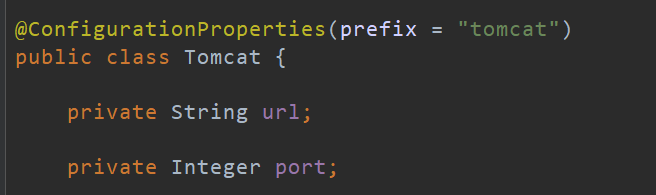 @ConfigurationProperties(prefix = "tomcat")
public class Tomcat {
private String url;
private Integer port;